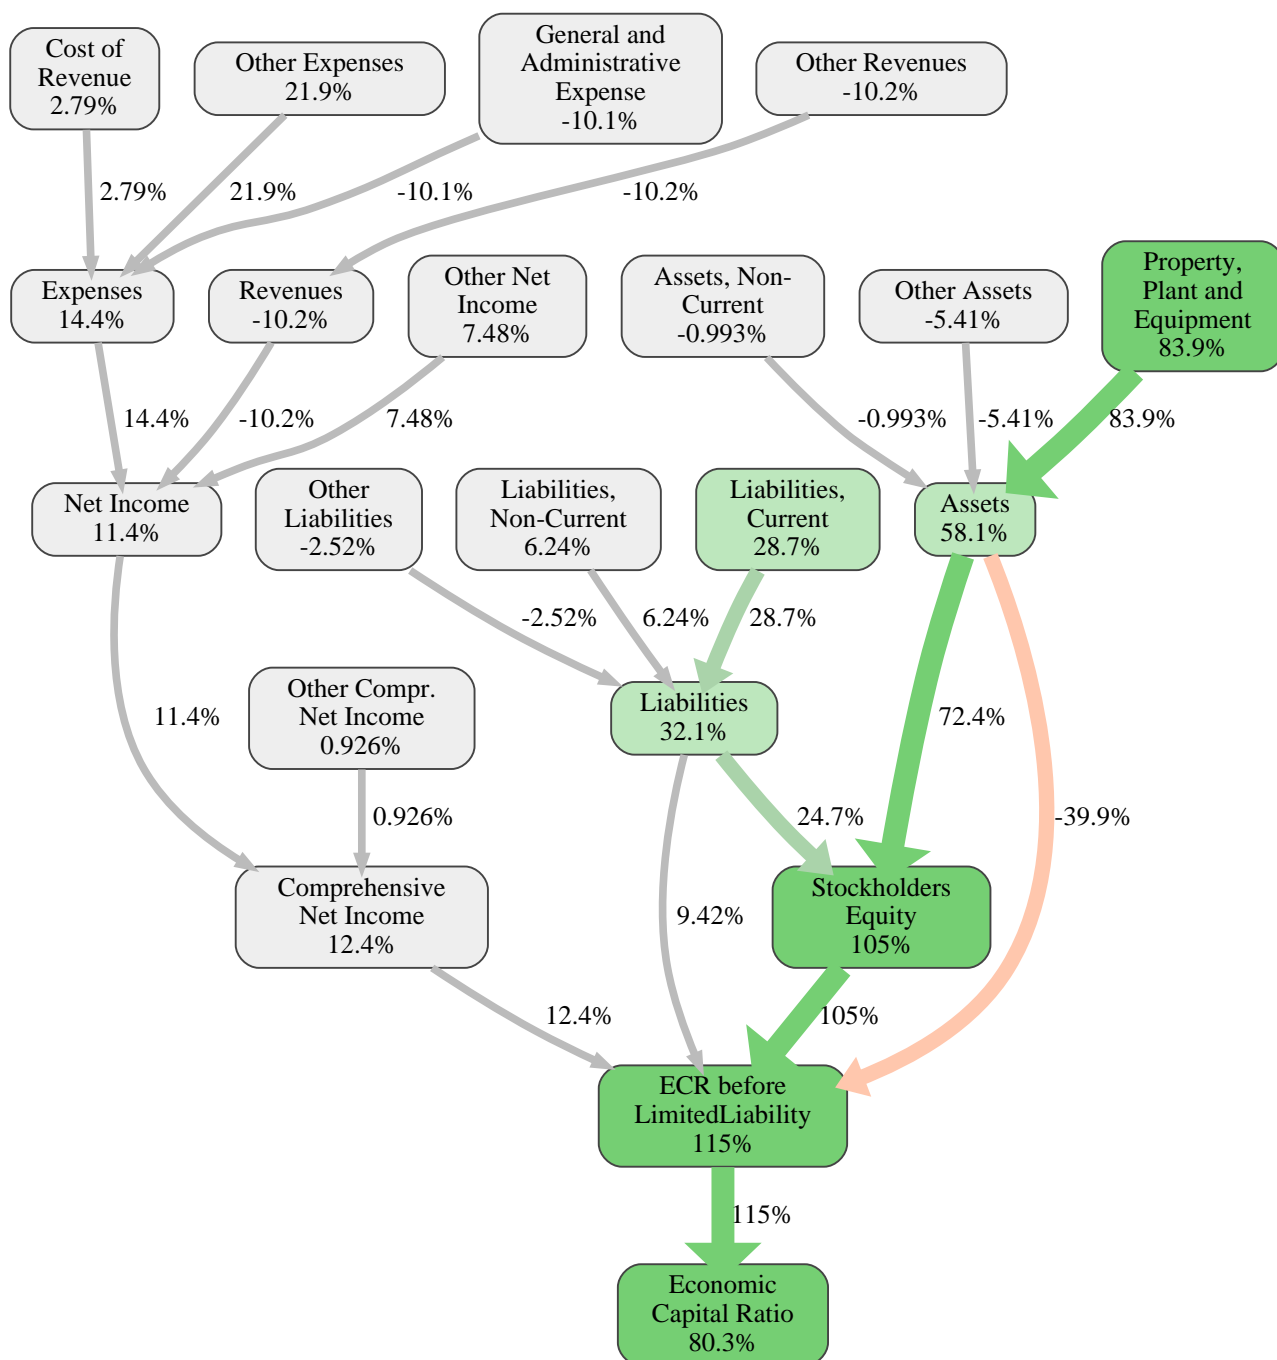 Cost of
Revenue
2.79%
Other Expenses
21.9%
General and
Administrative
Expense
-10.1%
Other Revenues
-10.2%
2.79%
21.9%
-10.1%
-10.2%
Expenses
14.4%
Revenues
-10.2%
Other Net
Income
7.48%
Assets, Non-
Current
-0.993%
Other Assets
-5.41%
Property,
Plant and
Equipment
83.9%
14.4%
-10.2%
7.48%
-0.993%
-5.41%
83.9%
Net Income
11.4%
Other
Liabilities
-2.52%
Liabilities,
Non-Current
6.24%
Liabilities,
Current
28.7%
Assets
58.1%
-2.52%
6.24%
28.7%
11.4%
Other Compr.
Net Income
0.926%
Liabilities
32.1%
72.4%
0.926%
24.7%
-39.9%
Comprehensive
Net Income
12.4%
9.42%
Stockholders
Equity
105%
12.4%
105%
ECR before
LimitedLiability
115%
115%
Economic
Capital Ratio
80.3%